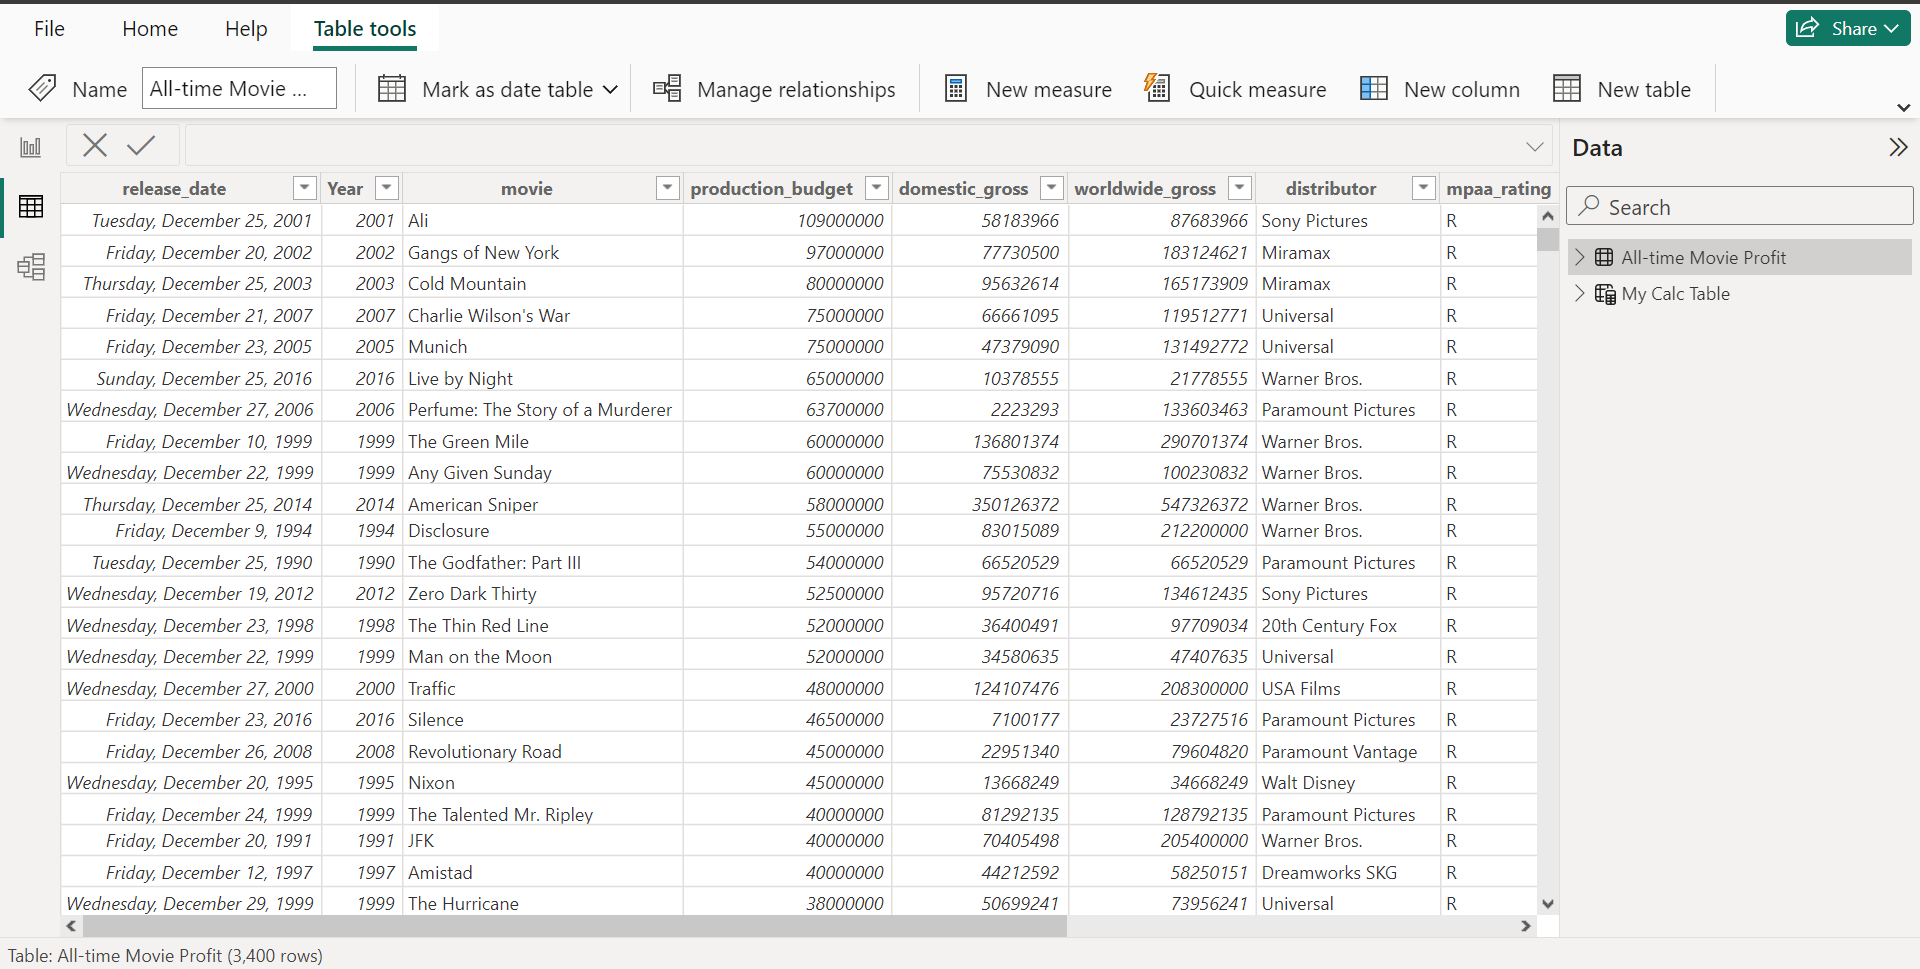 File Home Help Table tools Share
Name All-time Movie ... Mark as date table Manage relationships New measure Quick measure New column New table
Data
release_date Year movie production_budget domestic_gross worldwide_gross distributor mpaa_rating
Search
Tuesday, December 25, 2001 2001 Ali 109000000 58183966 87683966 Sony Pictures R
Friday, December 20, 2002 2002 Gangs of New York 97000000 77730500 183124621 Miramax R
All-time Movie Profit
Thursday, December 25, 2003 2003 Cold Mountain 80000000 95632614 165173909 Miramax R
My Calc Table
Friday, December 21, 2007 2007 Charlie Wilson's War 75000000 66661095 119512771 Universal R
Friday, December 23, 2005 2005 Munich 75000000 47379090 131492772 Universal R
Sunday, December 25, 2016 2016 Live by Night 65000000 10378555 21778555 Warner Bros. R
Wednesday, December 27, 2006 2006 Perfume: The Story of a Murderer 63700000 2223293 133603463 Paramount Pictures R
Friday, December 10, 1999 1999 The Green Mile 60000000 136801374 290701374 Warner Bros. R
Wednesday, December 22, 1999 1999 Any Given Sunday 60000000 75530832 100230832 Warner Bros. R
Thursday, December 25, 2014 2014 American Sniper 58000000 350126372 547326372 Warner Bros. R
Friday, December 9, 1994 1994 Disclosure 55000000 83015089 212200000 Warner Bros. R
Tuesday, December 25, 1990 1990 The Godfather: Part III 54000000 66520529 66520529 Paramount Pictures R
Wednesday, December 19, 2012 2012 Zero Dark Thirty 52500000 95720716 134612435 Sony Pictures R
Wednesday, December 23, 1998 1998 The Thin Red Line 52000000 36400491 97709034 20th Century Fox R
Wednesday, December 22, 1999 1999 Man on the Moon 52000000 34580635 47407635 Universal R
Wednesday, December 27, 2000 2000 Traffic 48000000 124107476 208300000 USA Films R
Friday, December 23, 2016 2016 Silence 46500000 7100177 23727516 Paramount Pictures R
Friday, December 26, 2008 2008 Revolutionary Road 45000000 22951340 79604820 Paramount Vantage R
Wednesday, December 20, 1995 1995 Nixon 45000000 13668249 34668249 Walt Disney R
Friday, December 24, 1999 1999 The Talented Mr. Ripley 40000000 81292135 128792135 Paramount Pictures R
Friday, December 20, 1991 1991 JFK 40000000 70405498 205400000 Warner Bros. R
Friday, December 12, 1997 1997 Amistad 40000000 44212592 58250151 Dreamworks SKG R
Wednesday, December 29, 1999 1999 The Hurricane 38000000 50699241 73956241 Universal R
Table: All-time Movie Profit (3,400 rows)